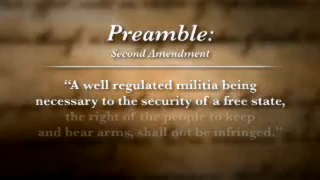 Preamble:
Second Amendment
“A well regulated militia being
necessary to the security of a free state,
the right of the people to keep
and bear arms, shall not be infringed.”